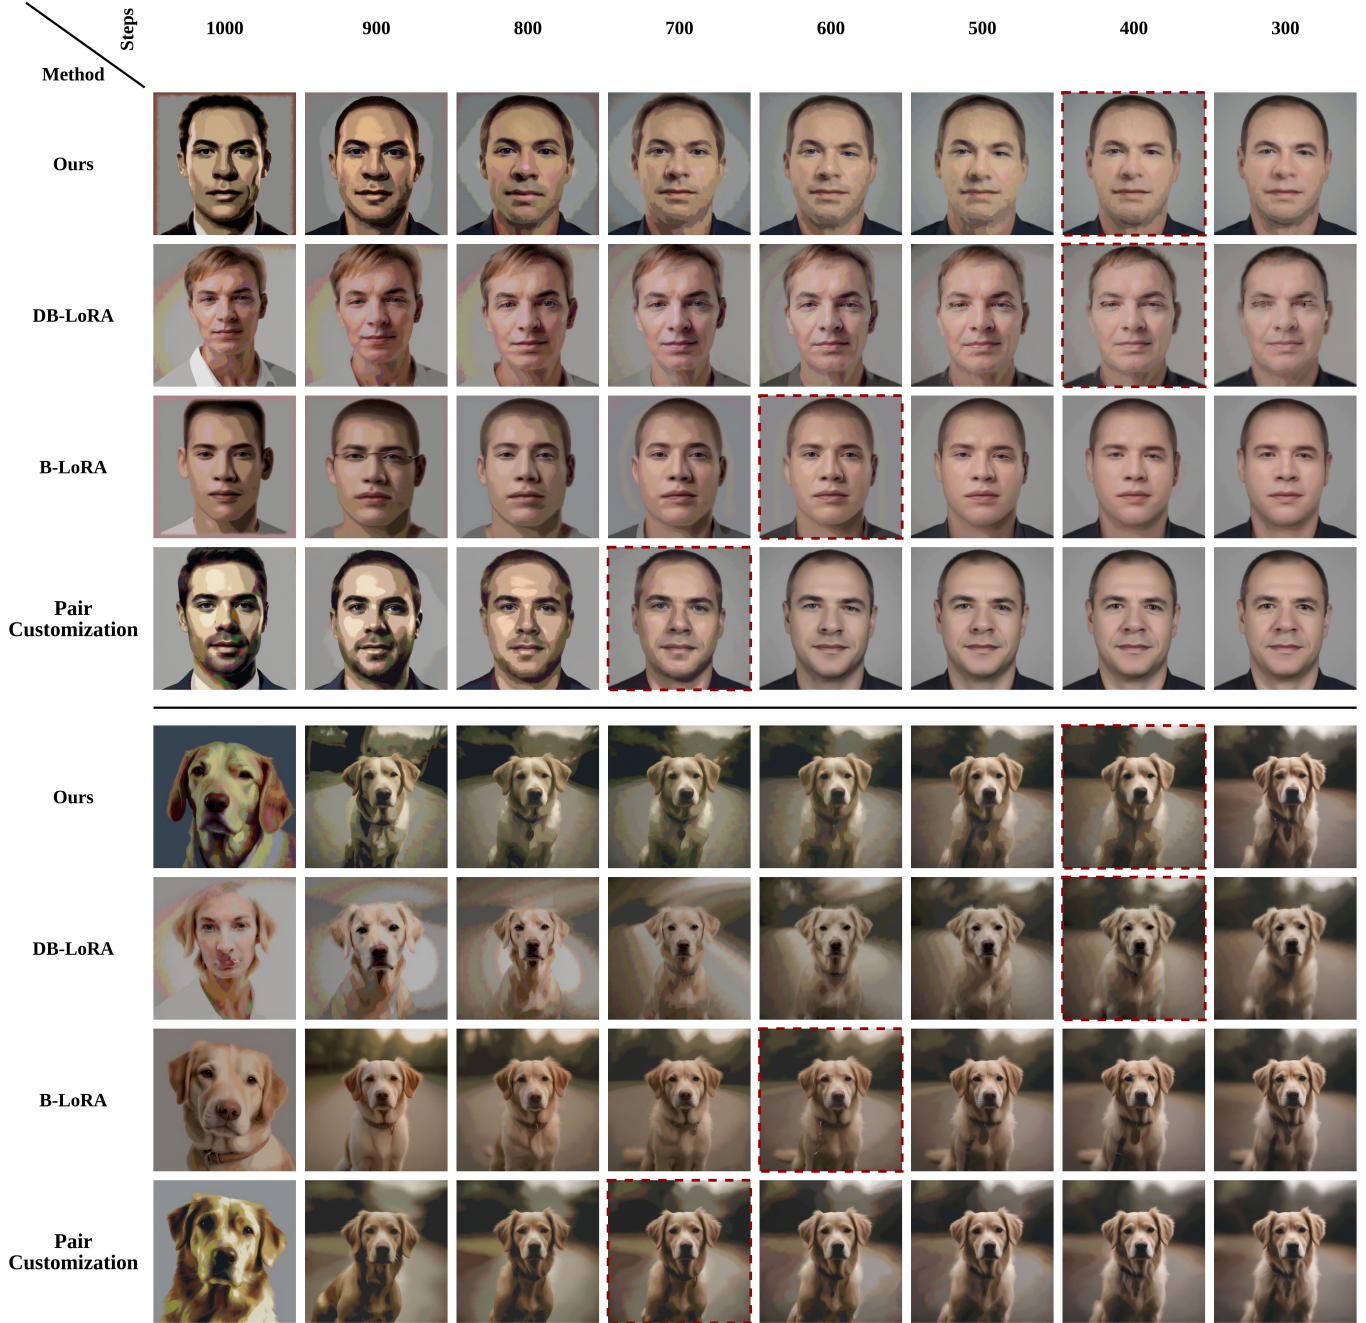 Steps
1000 900 800 700 600 500 400 300
Method
Ours
DB-LoRA
B-LoRA
Pair
Customization
Ours
DB-LoRA
B-LoRA
Pair
Customization